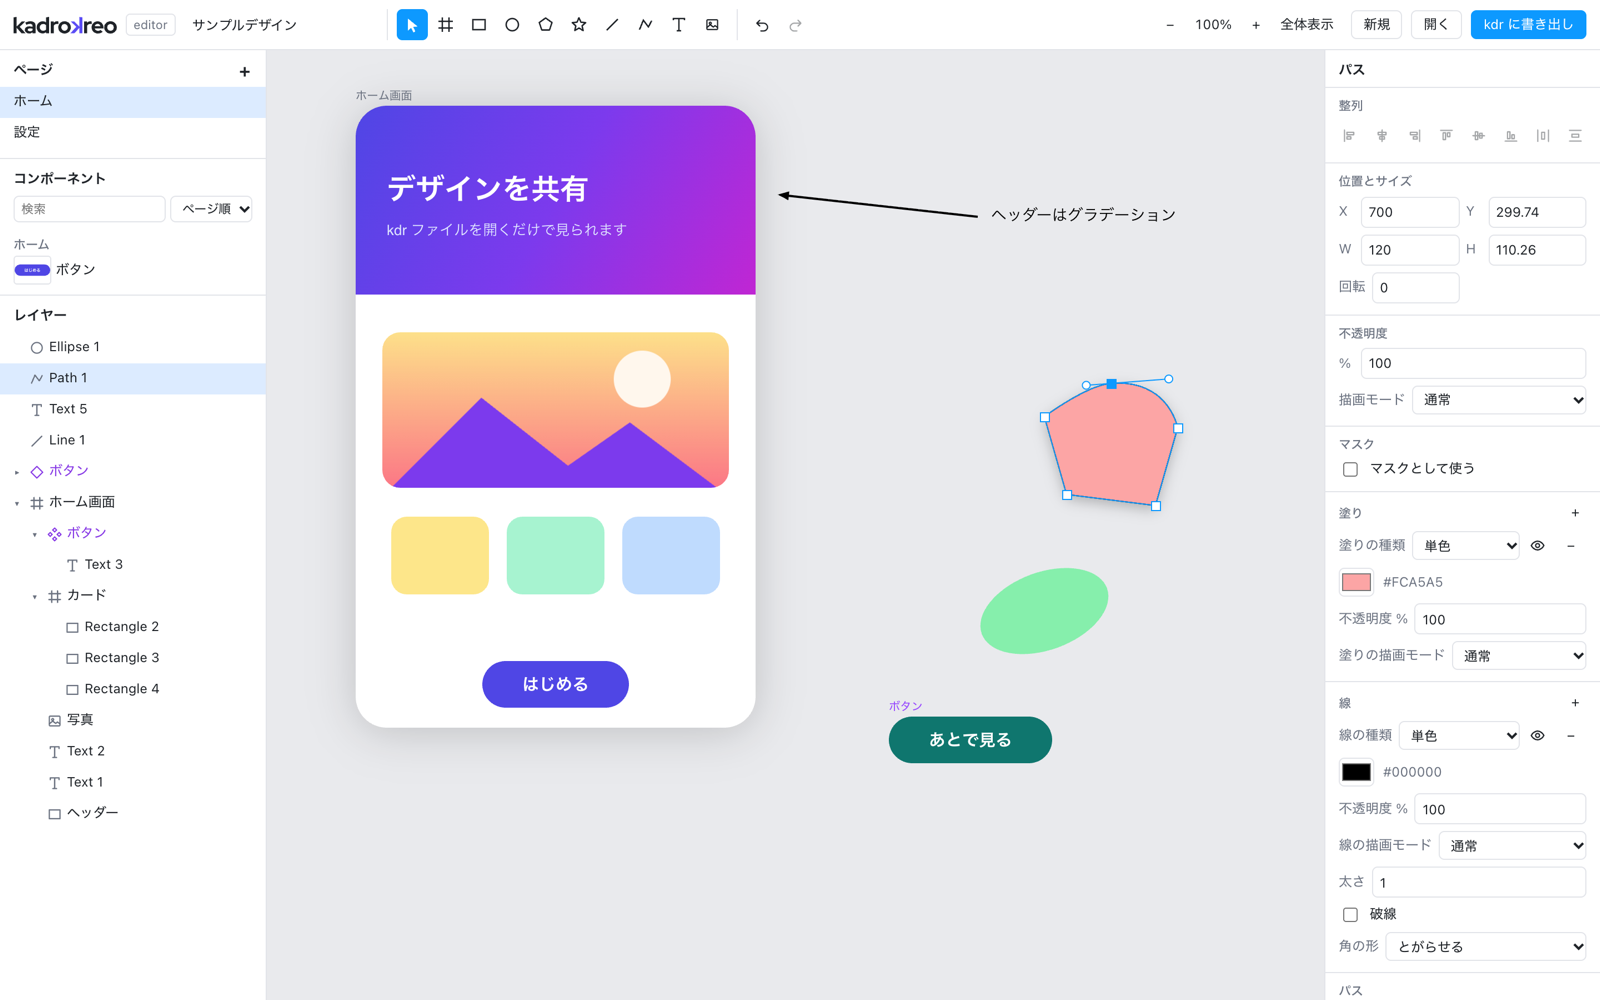 kadrokreo editor サンプルデザイン
− 100% + 全体表示 新規 開く kdr に書き出し
ページ +
ホーム
設定
コンポーネント
検索 ページ順
ホーム
はじめる ボタン
レイヤー
Ellipse 1
Path 1
Text 5
Line 1
ボタン
ホーム画面
ボタン
Text 3
カード
Rectangle 2
Rectangle 3
Rectangle 4
写真
Text 2
Text 1
ヘッダー
ホーム画面
デザインを共有
kdr ファイルを開くだけで見られます
ヘッダーはグラデーション
はじめる
ボタン
あとで見る
パス
整列
位置とサイズ
X 700 Y 299.74
W 120 H 110.26
回転 0
不透明度
% 100
描画モード 通常
マスク
マスクとして使う
塗り +
塗りの種類 単色 −
#FCA5A5
不透明度 % 100
塗りの描画モード 通常
線 +
線の種類 単色 −
#000000
不透明度 % 100
線の描画モード 通常
太さ 1
破線
角の形 とがらせる
パス